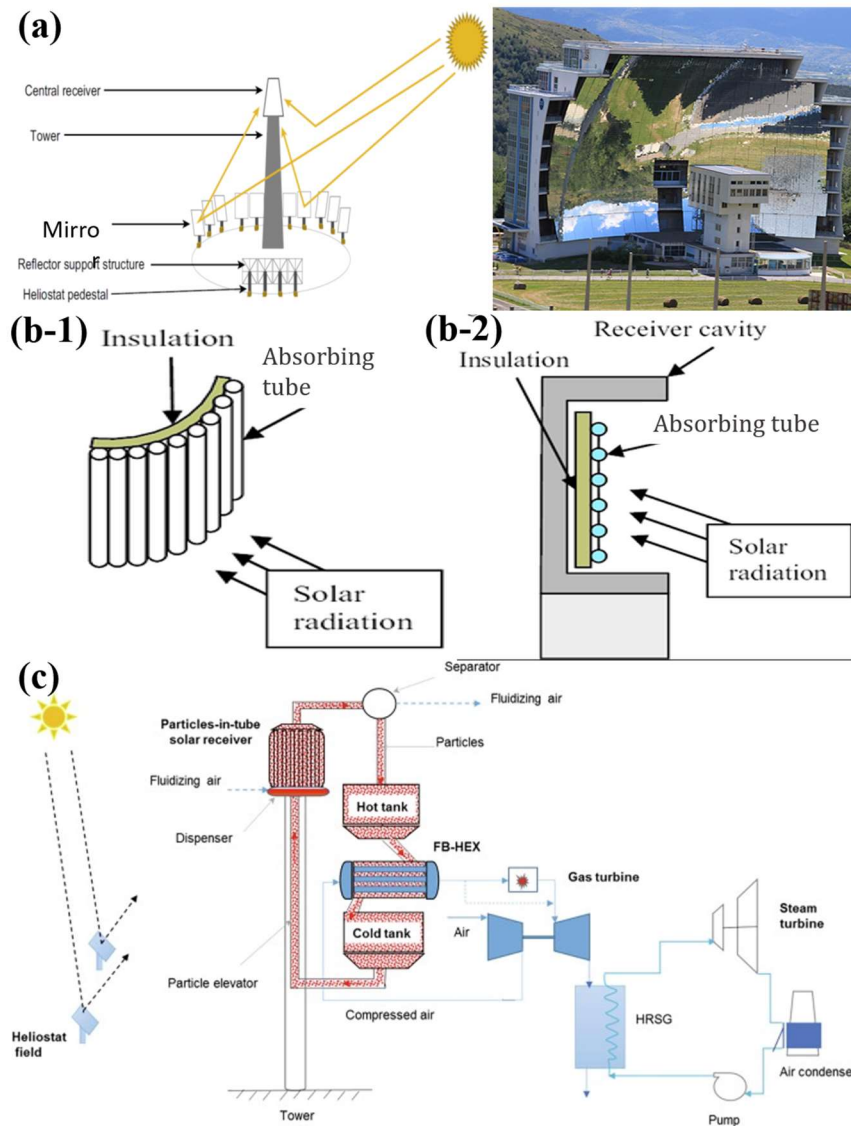 (a)
Central receiver
Tower
Mirro
r
Reflector support structure
Heliostat pedestal
(b-1)
Insulation
Absorbing
tube
Solar
radiation
(b-2)
Receiver cavity
Insulation
Absorbing tube
Solar
radiation
(c)
Separator
Fluidizing air
Particles-in-tube
solar receiver
Particles
Fluidizing air
Hot tank
Dispenser
FB-HEX
Gas turbine
Steam
turbine
Cold tank
Air
Particle elevator
Compressed air
HRSG
Heliostat
field
Air condense
Pump
Tower